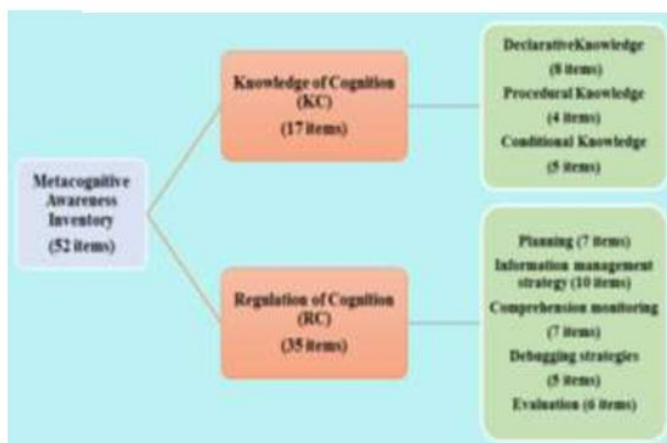 Metacognitive
Awareness
Inventory
(52 items)
Knowledge of Cognition
(KC)
(17 items)
Regulation of Cognition
(RC)
(35 items)
DeclarativeKnowledge
(8 items)
Procedural Knowledge
(4 items)
Conditional Knowledge
(5 items)
Planning (7 items)
Information management
strategy (10 items)
Comprehension monitoring
(7 items)
Debugging strategies
(5 items)
Evaluation (6 items)